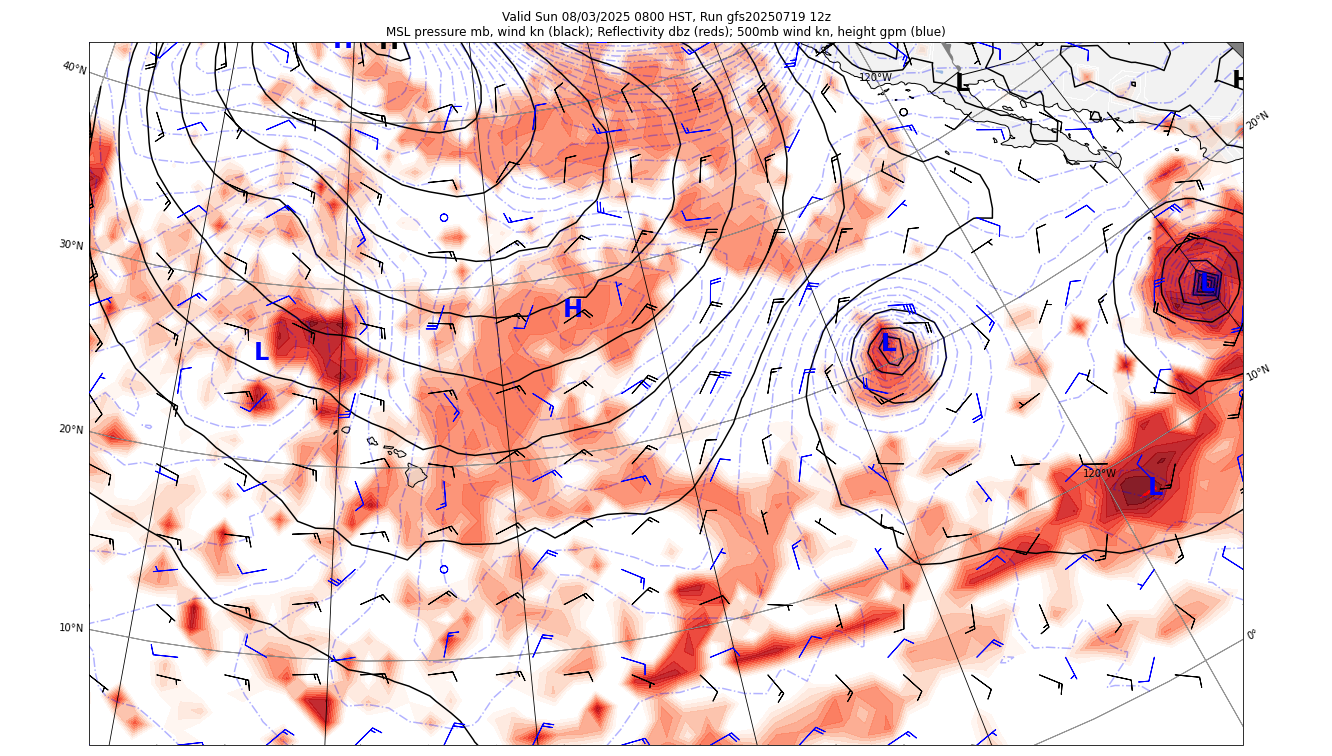 Valid Sun 08/03/2025 0800 HST, Run gfs20250719 12z
MSL pressure mb, wind kn (black); Reflectivity dbz (reds); 500mb wind kn, height gpm (blue)
H
H
40°N
120°W
L
H
20°N
30°N
L
H
L
L
10°N
20°N
120°W
L
10°N
0°